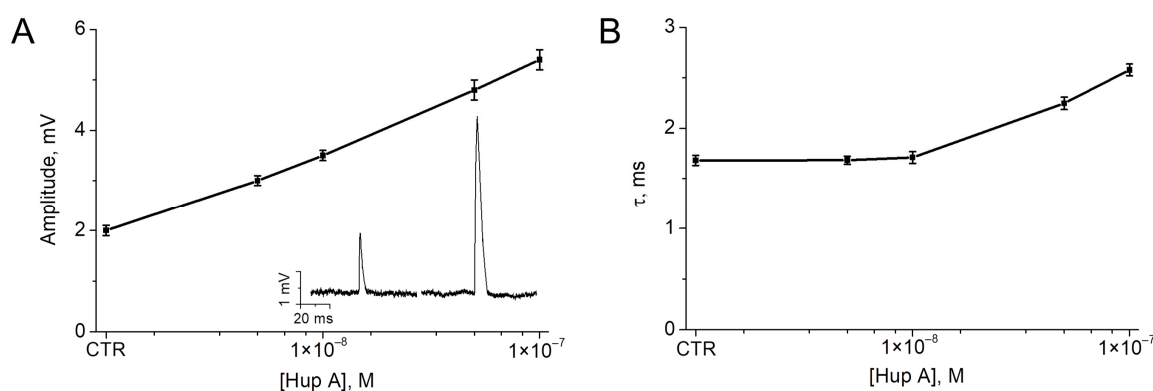 A
6
4
2
0
Amplitude, mV
1 mV
20 ms
CTR
1×10⁻⁸
1×10⁻⁷
[Hup A], M
B
3
2
1
0
τ, ms
CTR
1×10⁻⁸
1×10⁻⁷
[Hup A], M